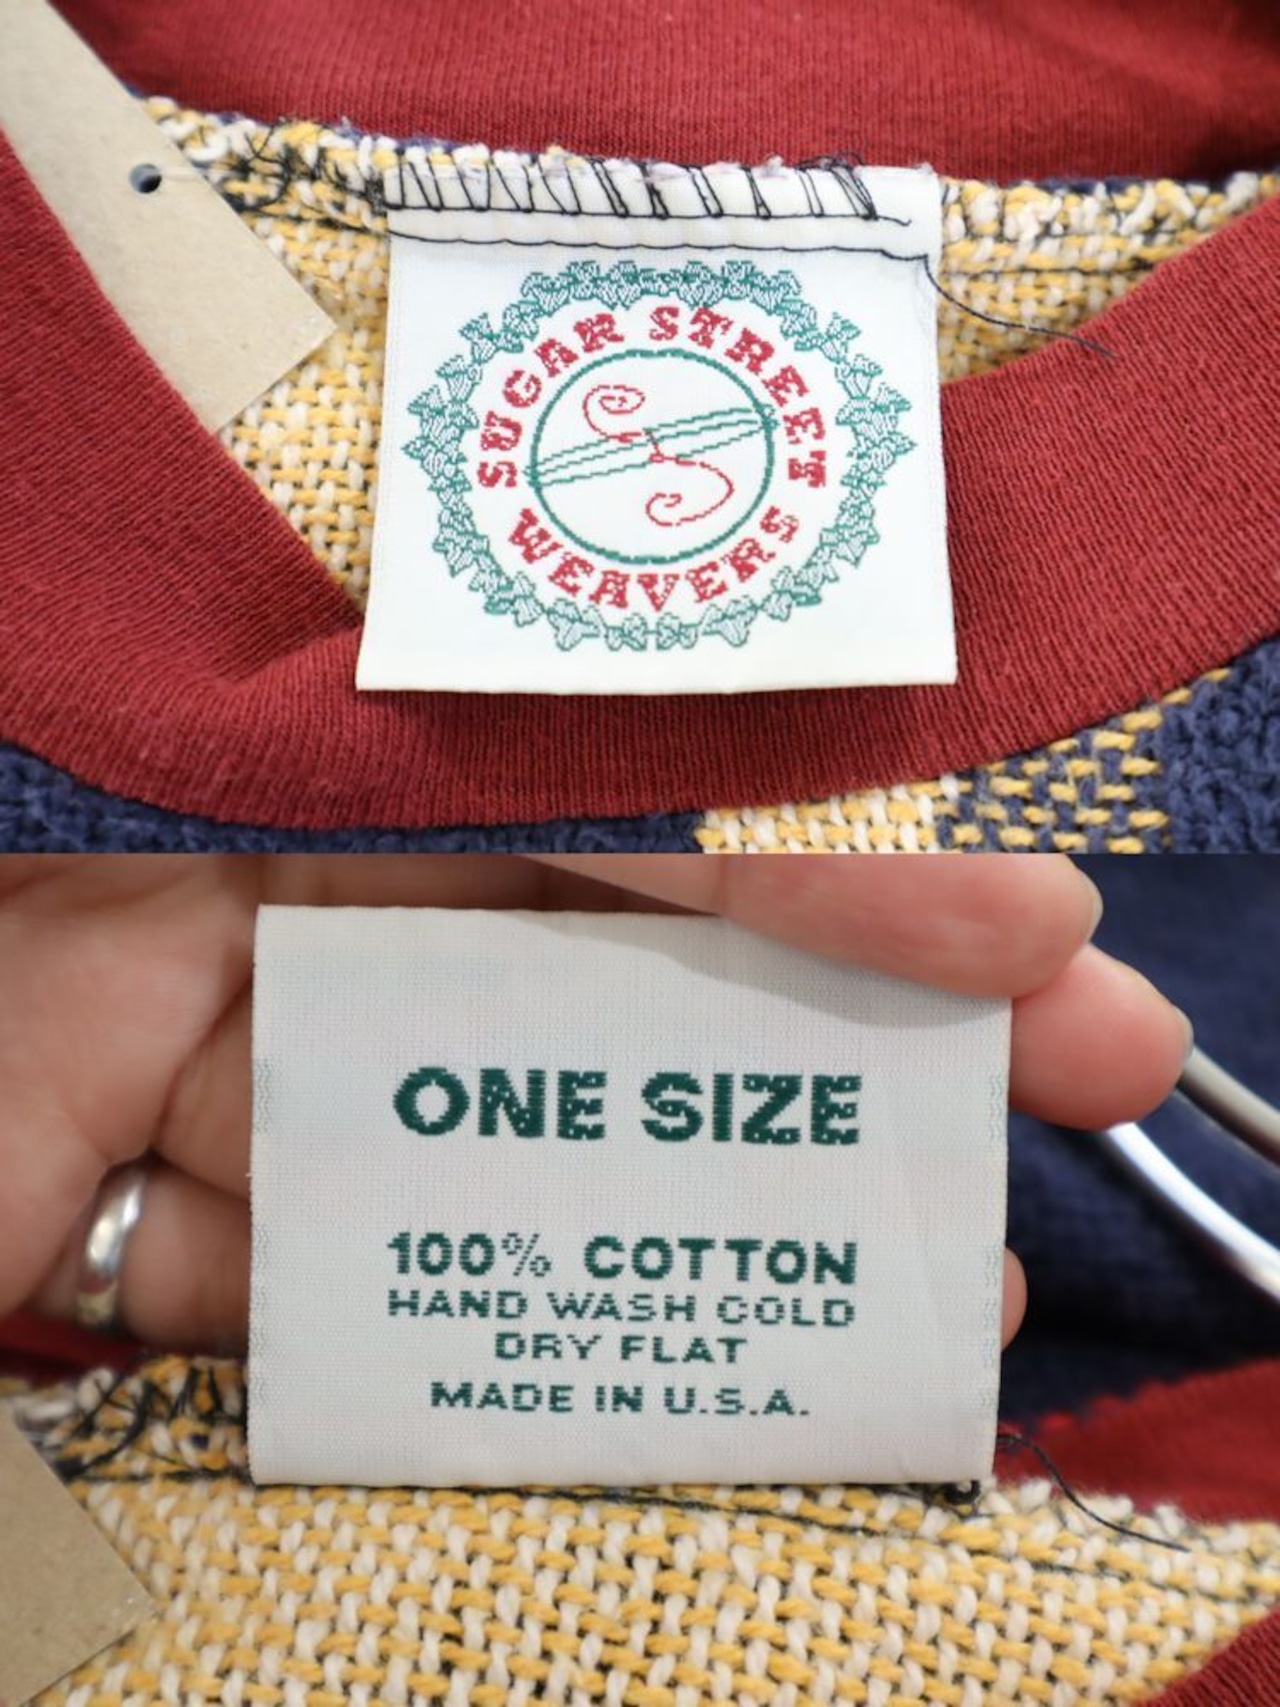 SUGAR STREET
WEAVERS
S
ONE SIZE
100% COTTON
HAND WASH COLD
DRY FLAT
MADE IN U.S.A.